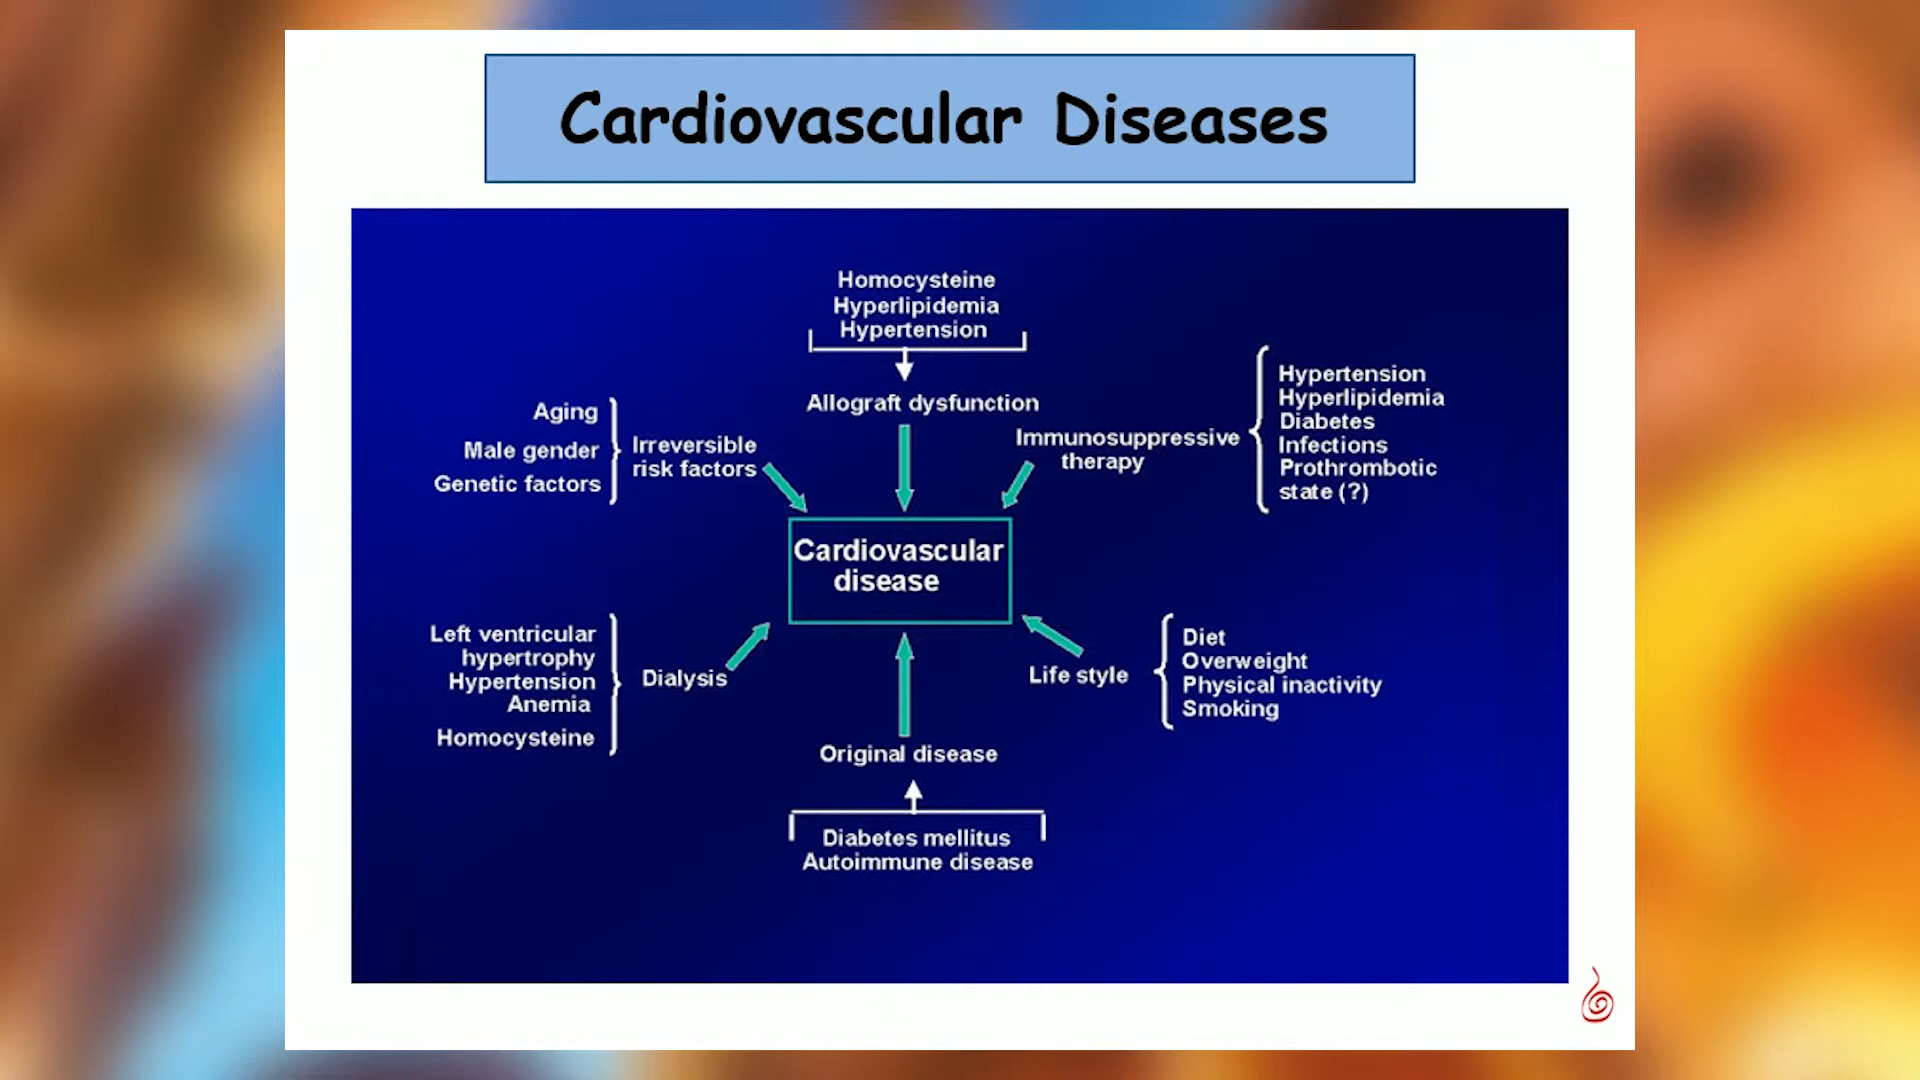 Cardiovascular Diseases
Homocysteine
Hyperlipidemia
Hypertension
Allograft dysfunction
Aging
Male gender
Genetic factors
Irreversible
risk factors
Immunosuppressive
therapy
Hypertension
Hyperlipidemia
Diabetes
Infections
Prothrombotic
state (?)
Cardiovascular
disease
Left ventricular
hypertrophy
Hypertension
Anemia
Homocysteine
Dialysis
Life style
Diet
Overweight
Physical inactivity
Smoking
Original disease
Diabetes mellitus
Autoimmune disease